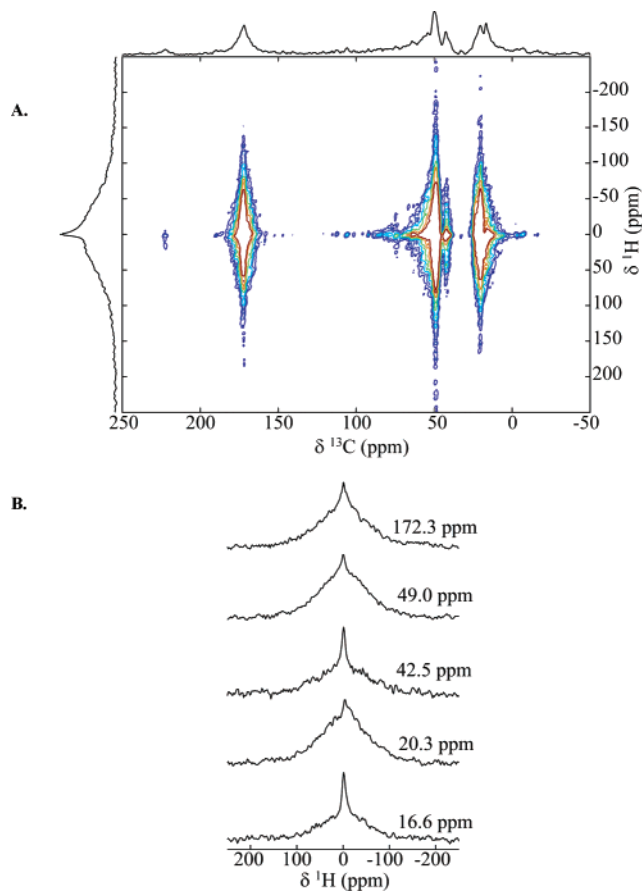 A.
-200
-150
-100
-50
0
50
100
150
200
δ ¹H (ppm)
250 200 150 100 50 0 -50
δ ¹³C (ppm)
B.
172.3 ppm
49.0 ppm
42.5 ppm
20.3 ppm
16.6 ppm
200 100 0 -100 -200
δ ¹H (ppm)